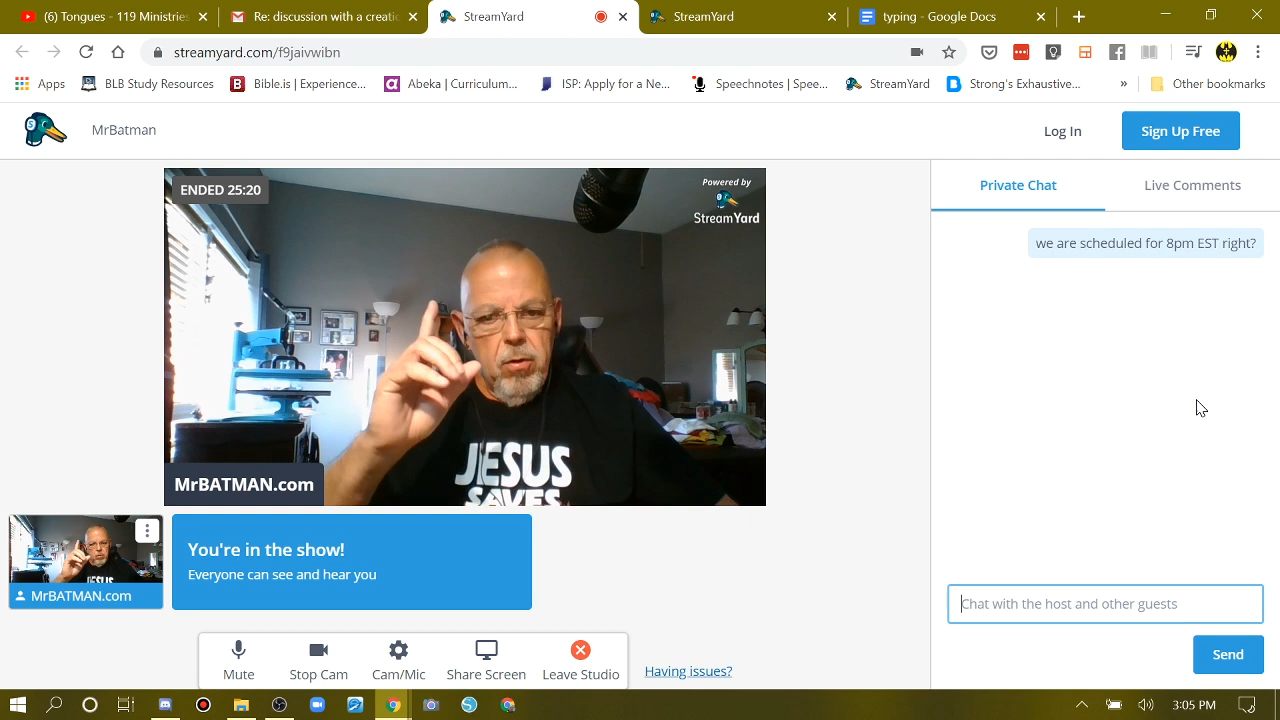 (6) Tongues - 119 Ministries
Re: discussion with a creati
StreamYard
StreamYard
typing - Google Docs
streamyard.com/f9jaivwibn
Apps
BLB Study Resources
Bible.is | Experience...
Abeka | Curriculum...
ISP: Apply for a Ne...
Speechnotes | Spee...
StreamYard
Strong's Exhaustive...
»
Other bookmarks
MrBatman
Log In
Sign Up Free
ENDED 25:20
Powered by
StreamYard
JESUS
SAVES
MrBATMAN.com
Private Chat
Live Comments
we are scheduled for 8pm EST right?
MrBATMAN.com
You're in the show!
Everyone can see and hear you
Mute
Stop Cam
Cam/Mic
Share Screen
Leave Studio
Having issues?
Chat with the host and other guests
Send
3:05 PM